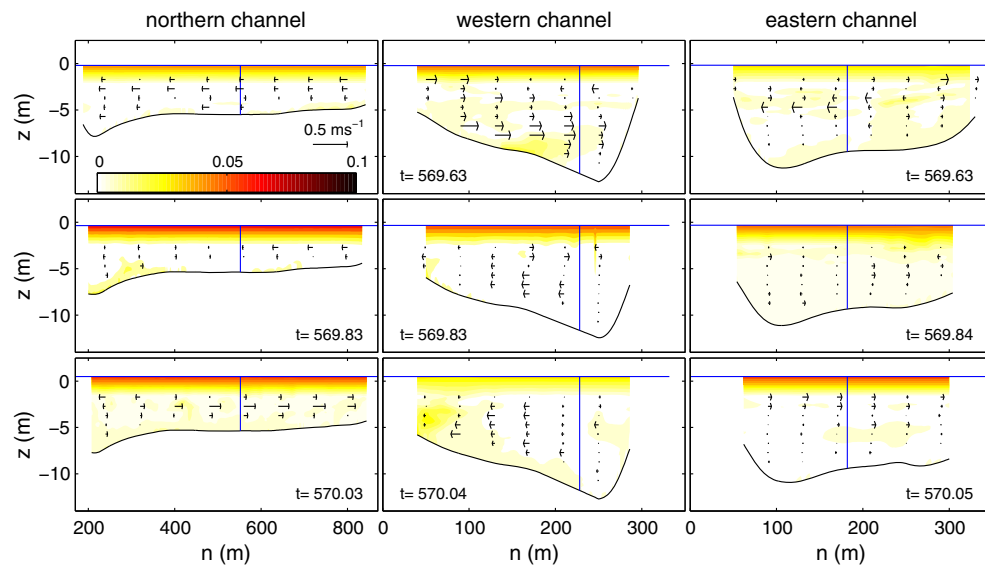 northern channel western channel eastern channel
0
−5
−10
z (m)
0.5 ms⁻¹
0 0.05 0.1
t= 569.63
t= 569.63
0
−5
−10
z (m)
t= 569.83
t= 569.83
t= 569.84
0
−5
−10
z (m)
t= 570.03
t= 570.04
t= 570.05
200 400 600 800 0 100 200 300 0 100 200 300
n (m) n (m) n (m)